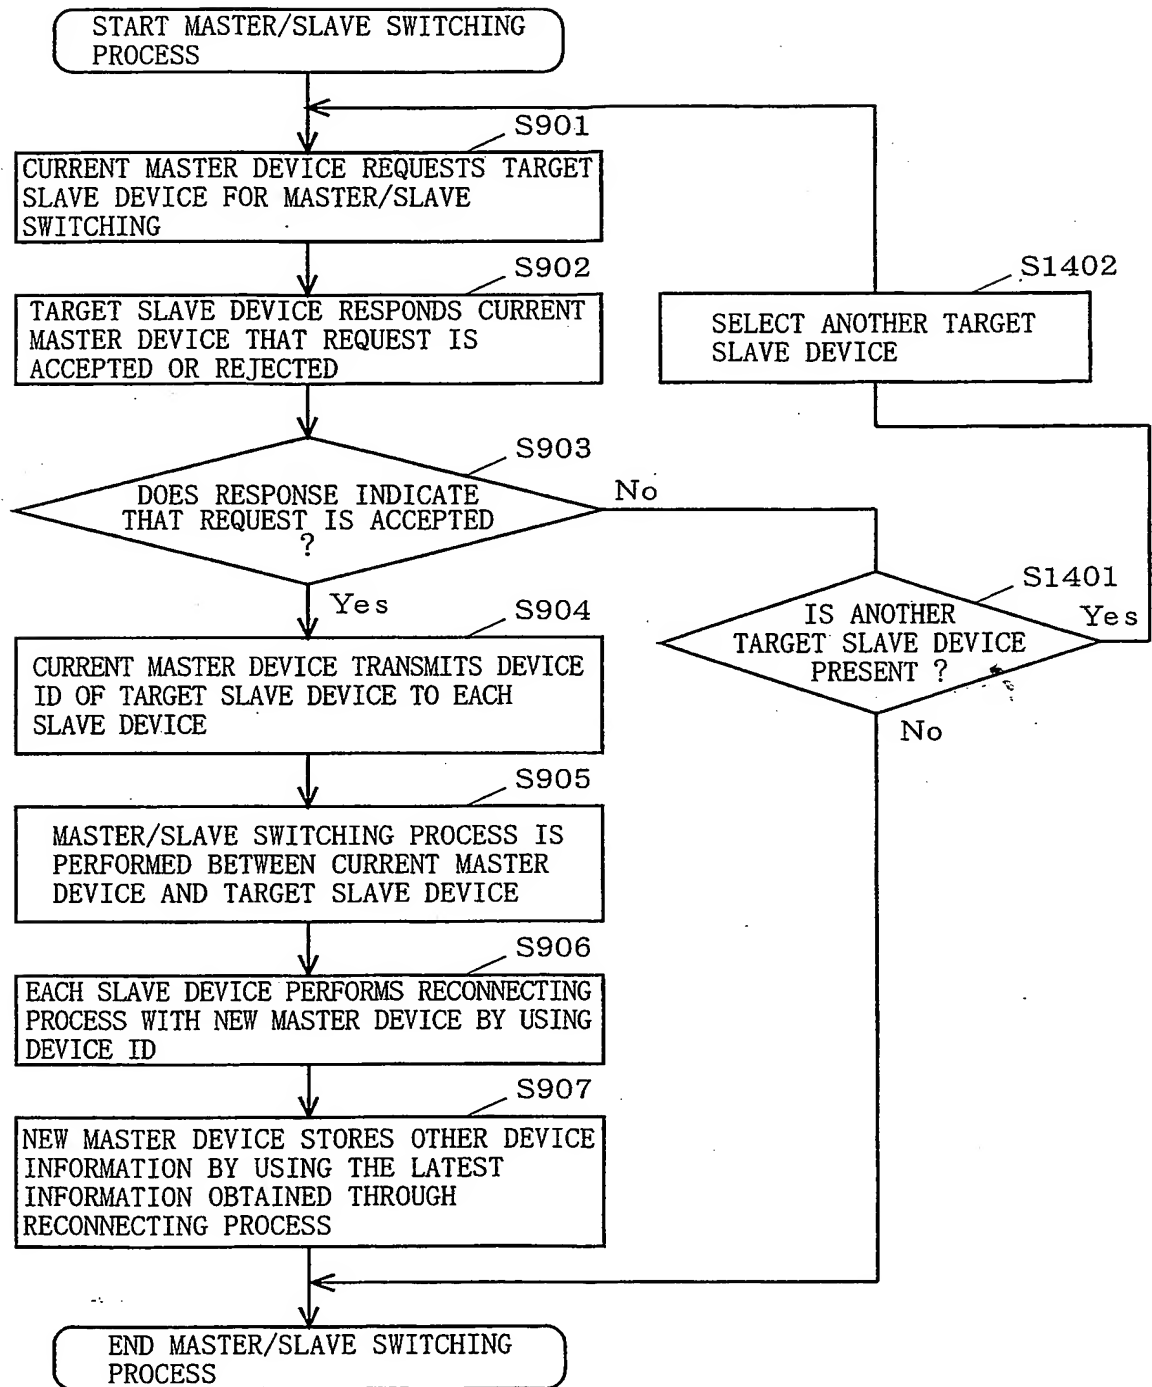 START MASTER/SLAVE SWITCHING
PROCESS
S901
CURRENT MASTER DEVICE REQUESTS TARGET
SLAVE DEVICE FOR MASTER/SLAVE
SWITCHING
S902
TARGET SLAVE DEVICE RESPONDS CURRENT
MASTER DEVICE THAT REQUEST IS
ACCEPTED OR REJECTED
S1402
SELECT ANOTHER TARGET
SLAVE DEVICE
S903
DOES RESPONSE INDICATE
THAT REQUEST IS ACCEPTED
?
No
Yes
S1401
IS ANOTHER
TARGET SLAVE DEVICE
PRESENT ?
Yes
No
S904
CURRENT MASTER DEVICE TRANSMITS DEVICE
ID OF TARGET SLAVE DEVICE TO EACH
SLAVE DEVICE
S905
MASTER/SLAVE SWITCHING PROCESS IS
PERFORMED BETWEEN CURRENT MASTER
DEVICE AND TARGET SLAVE DEVICE
S906
EACH SLAVE DEVICE PERFORMS RECONNECTING
PROCESS WITH NEW MASTER DEVICE BY USING
DEVICE ID
S907
NEW MASTER DEVICE STORES OTHER DEVICE
INFORMATION BY USING THE LATEST
INFORMATION OBTAINED THROUGH
RECONNECTING PROCESS
END MASTER/SLAVE SWITCHING
PROCESS